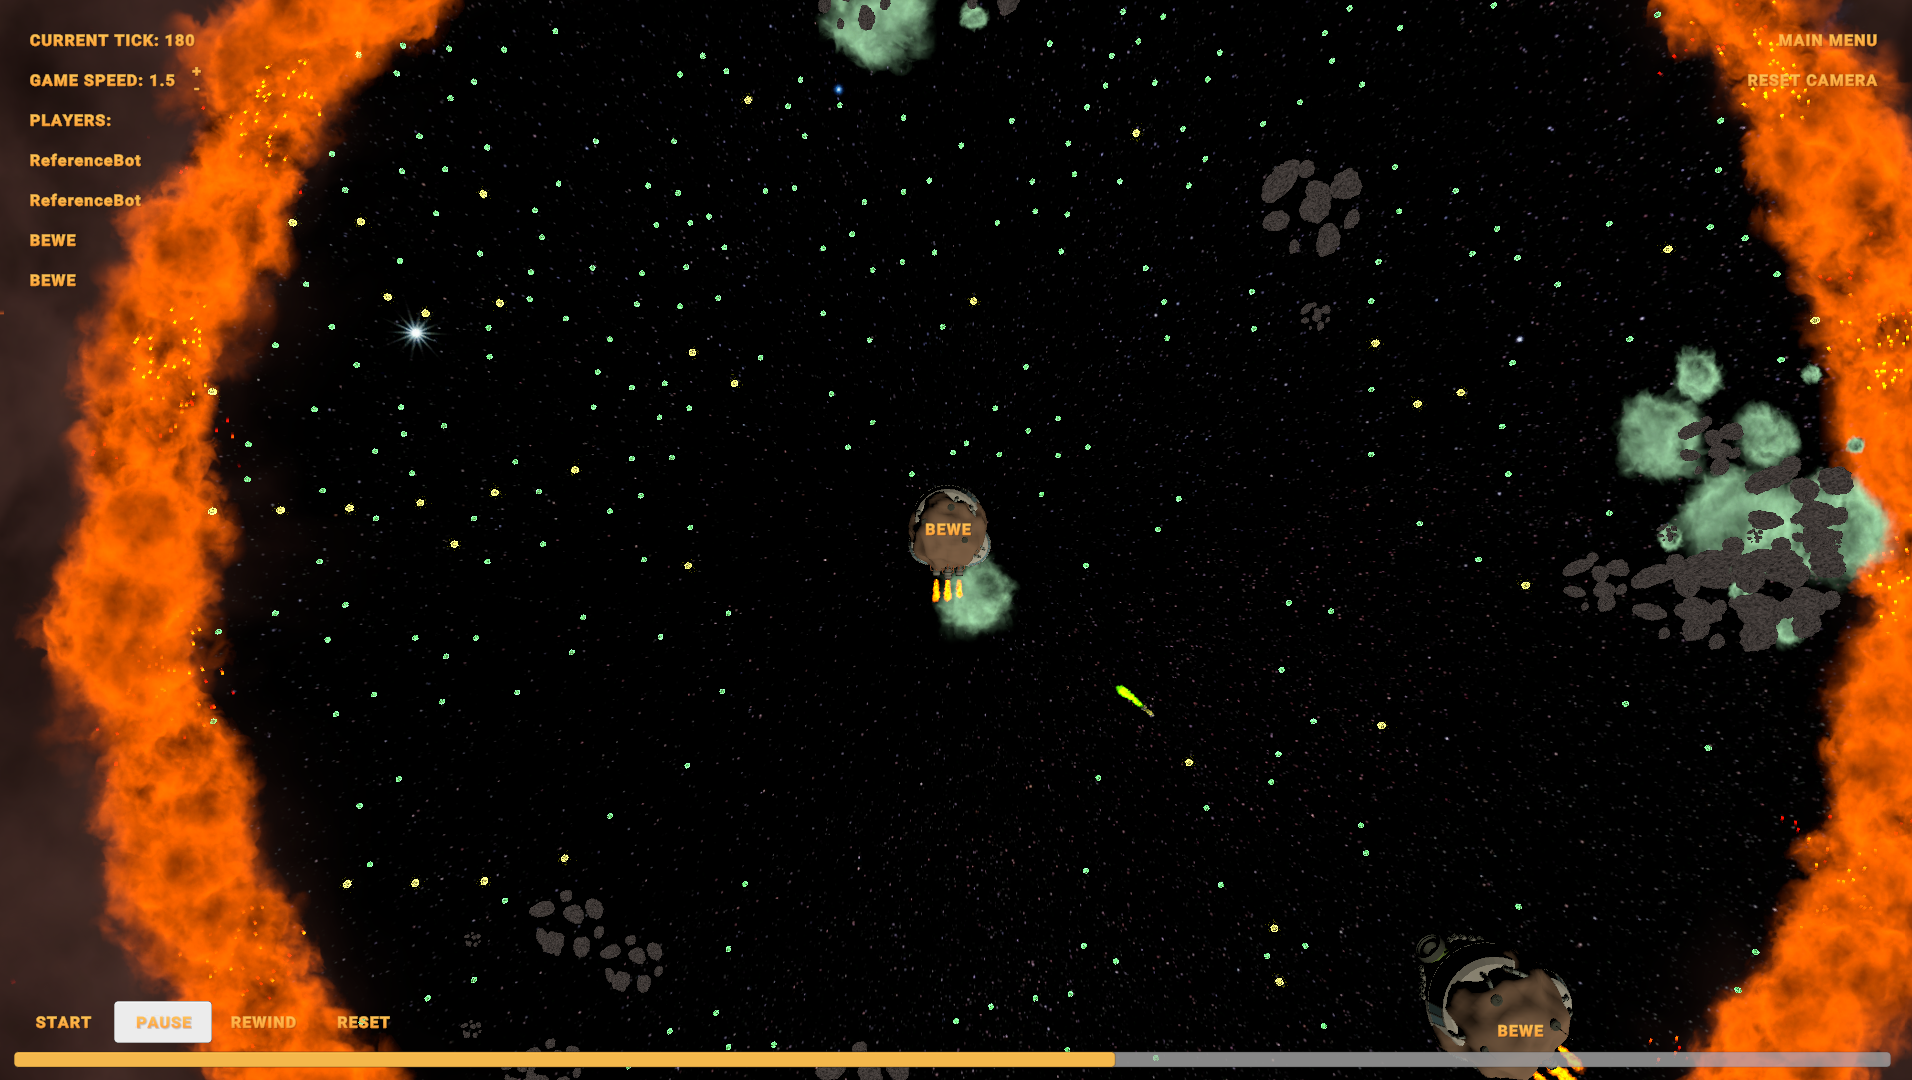 CURRENT TICK: 180
GAME SPEED: 1.5
+
-
PLAYERS:
ReferenceBot
ReferenceBot
BEWE
BEWE
MAIN MENU
RESET CAMERA
BEWE
BEWE
START
PAUSE
REWIND
RESET